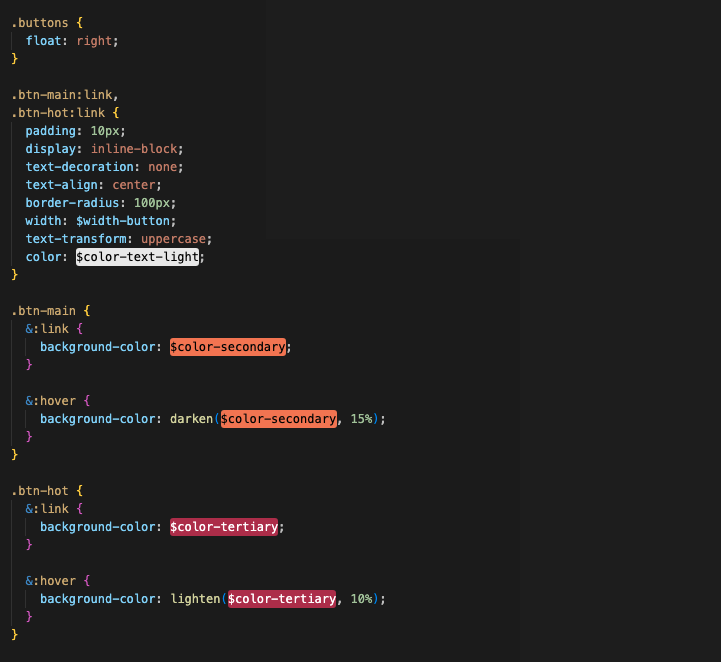 .buttons {
  float: right;
}

.btn-main:link,
.btn-hot:link {
  padding: 10px;
  display: inline-block;
  text-decoration: none;
  text-align: center;
  border-radius: 100px;
  width: $width-button;
  text-transform: uppercase;
  color: $color-text-light;
}

.btn-main {
  &:link {
    background-color: $color-secondary;
  }

  &:hover {
    background-color: darken($color-secondary, 15%);
  }
}

.btn-hot {
  &:link {
    background-color: $color-tertiary;
  }

  &:hover {
    background-color: lighten($color-tertiary, 10%);
  }
}